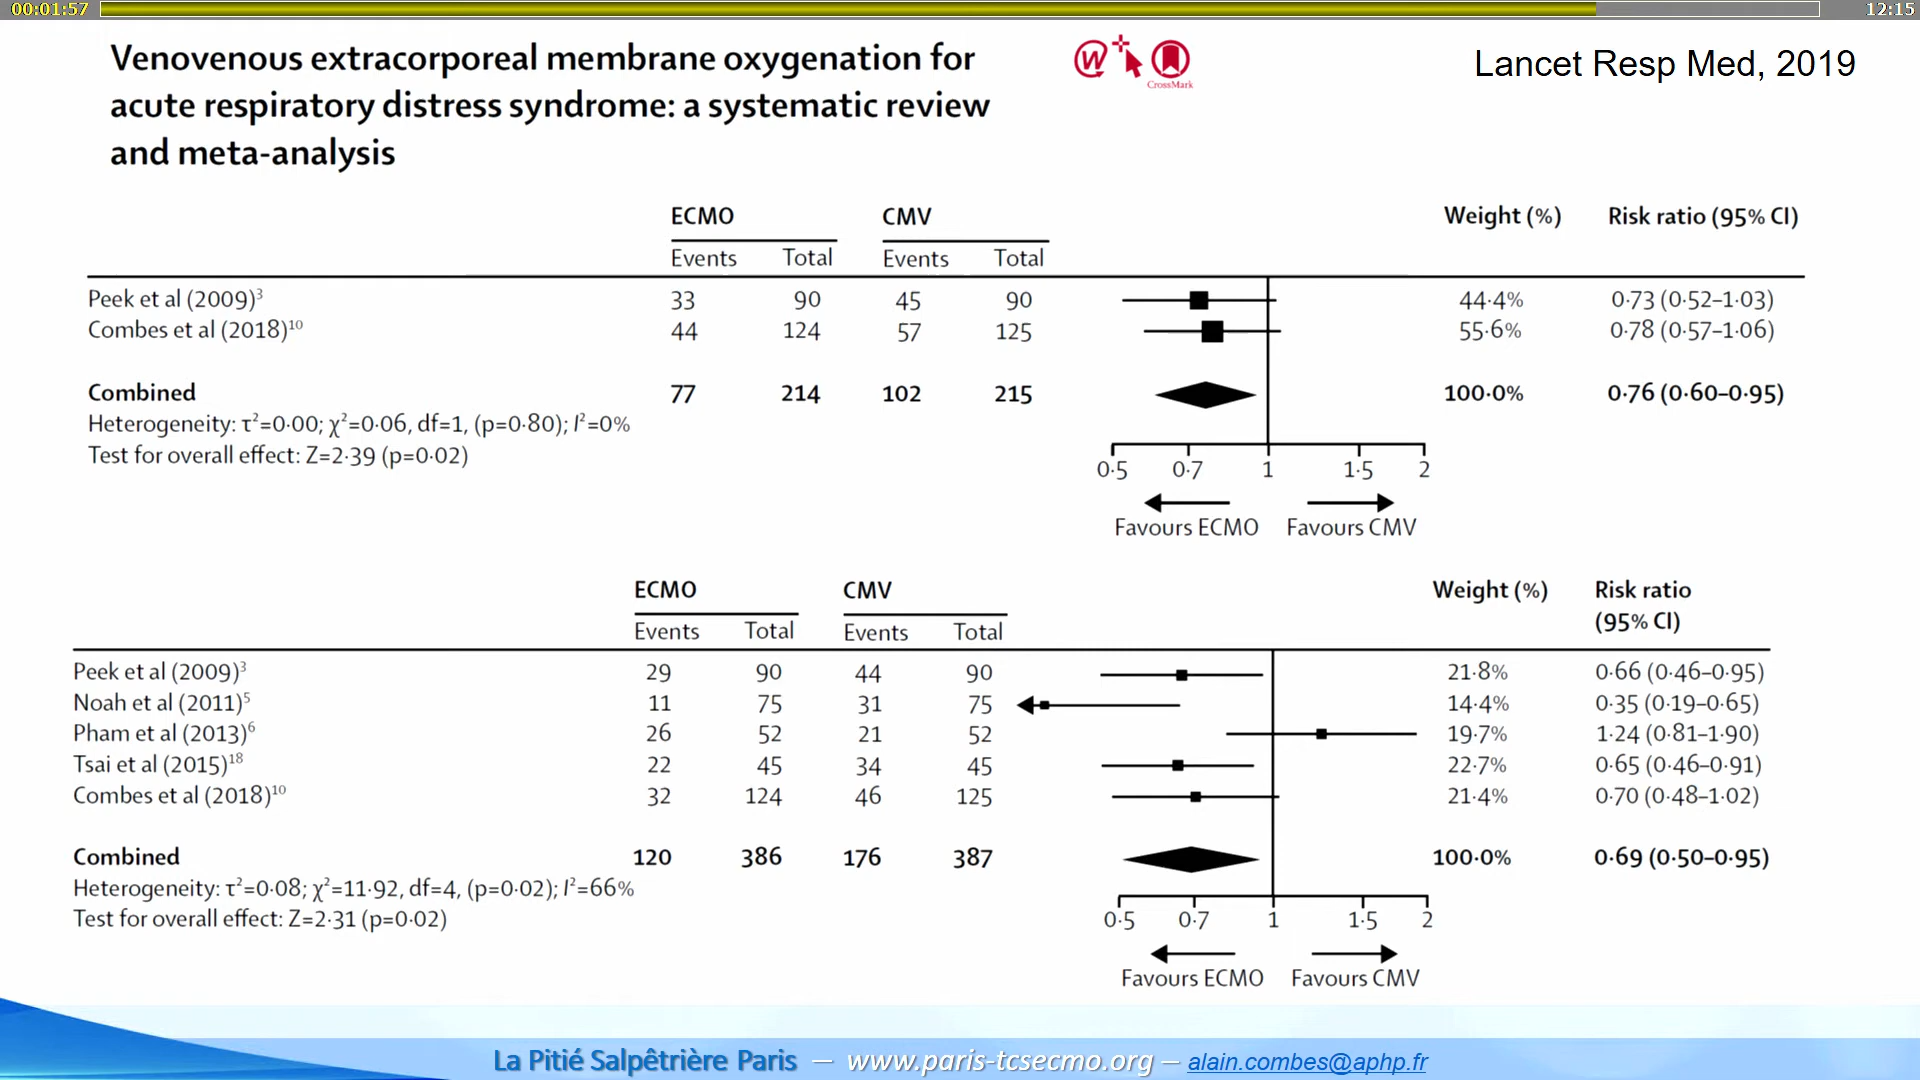 00:01:57
12:15
Venovenous extracorporeal membrane oxygenation for
acute respiratory distress syndrome: a systematic review
and meta-analysis
CrossMark
Lancet Resp Med, 2019
ECMO CMV Weight (%) Risk ratio (95% CI)
Events Total Events Total
Peek et al (2009)³ 33 90 45 90 44·4% 0·73 (0·52–1·03)
Combes et al (2018)¹⁰ 44 124 57 125 55·6% 0·78 (0·57–1·06)
Combined 77 214 102 215 100·0% 0·76 (0·60–0·95)
Heterogeneity: τ²=0·00; χ²=0·06, df=1, (p=0·80); I²=0%
Test for overall effect: Z=2·39 (p=0·02)
0·5 0·7 1 1·5 2
Favours ECMO Favours CMV
ECMO CMV Weight (%) Risk ratio
(95% CI)
Events Total Events Total
Peek et al (2009)³ 29 90 44 90 21·8% 0·66 (0·46–0·95)
Noah et al (2011)⁵ 11 75 31 75 14·4% 0·35 (0·19–0·65)
Pham et al (2013)⁶ 26 52 21 52 19·7% 1·24 (0·81–1·90)
Tsai et al (2015)¹⁸ 22 45 34 45 22·7% 0·65 (0·46–0·91)
Combes et al (2018)¹⁰ 32 124 46 125 21·4% 0·70 (0·48–1·02)
Combined 120 386 176 387 100·0% 0·69 (0·50–0·95)
Heterogeneity: τ²=0·08; χ²=11·92, df=4, (p=0·02); I²=66%
Test for overall effect: Z=2·31 (p=0·02)
0·5 0·7 1 1·5 2
Favours ECMO Favours CMV
La Pitié Salpêtrière Paris — www.paris-tcsecmo.org — alain.combes@aphp.fr